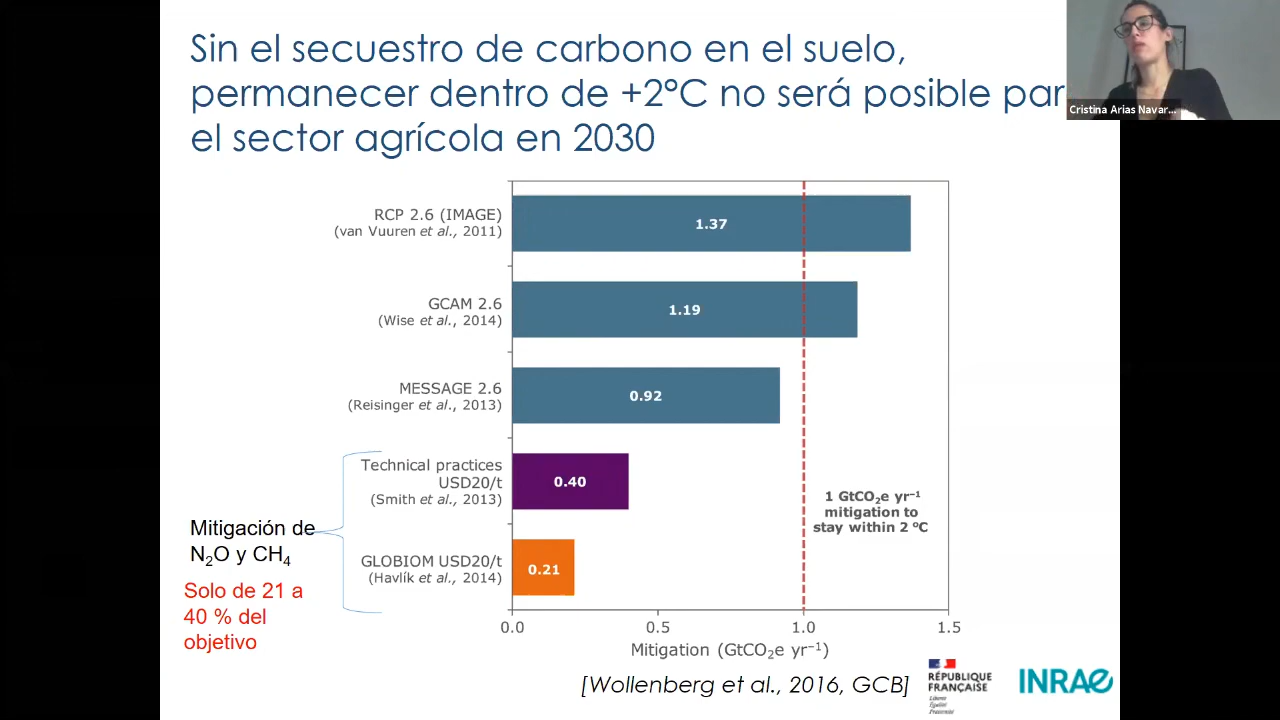 Sin el secuestro de carbono en el suelo,
permanecer dentro de +2°C no será posible par
el sector agrícola en 2030
Cristina Arias Navar...
RCP 2.6 (IMAGE)
(van Vuuren et al., 2011)
1.37
GCAM 2.6
(Wise et al., 2014)
1.19
MESSAGE 2.6
(Reisinger et al., 2013)
0.92
Technical practices
USD20/t
(Smith et al., 2013)
0.40
GLOBIOM USD20/t
(Havlík et al., 2014)
0.21
1 GtCO₂e yr⁻¹
mitigation to
stay within 2 ºC
Mitigación de
N₂O y CH₄
Solo de 21 a
40 % del
objetivo
0.0 0.5 1.0 1.5
Mitigation (GtCO₂e yr⁻¹)
[Wollenberg et al., 2016, GCB]
RÉPUBLIQUE
FRANÇAISE
Liberté
Égalité
Fraternité
INRAE